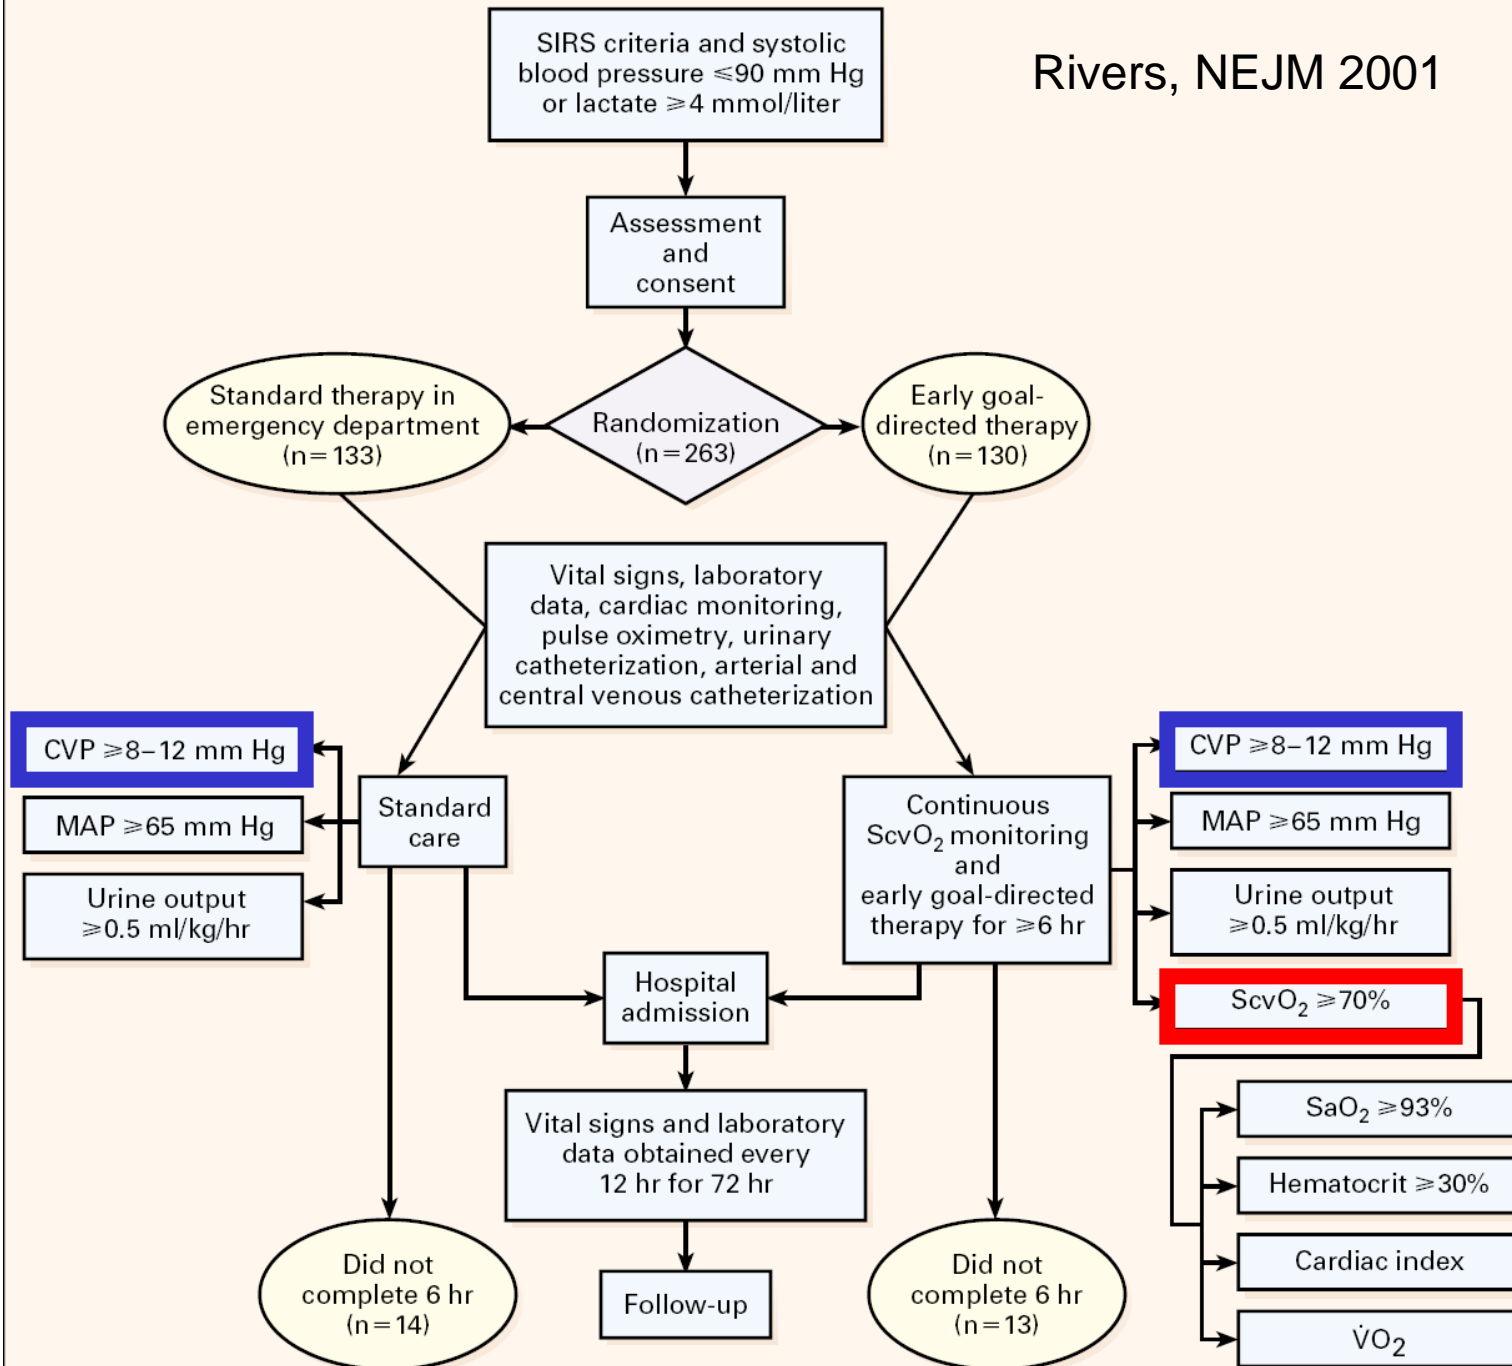 SIRS criteria and systolic
blood pressure ⩽90 mm Hg
or lactate ⩾4 mmol/liter
Rivers, NEJM 2001
Assessment
and
consent
Standard therapy in
emergency department
(n=133)
Randomization
(n=263)
Early goal-
directed therapy
(n=130)
Vital signs, laboratory
data, cardiac monitoring,
pulse oximetry, urinary
catheterization, arterial and
central venous catheterization
CVP ⩾8–12 mm Hg
MAP ⩾65 mm Hg
Urine output
⩾0.5 ml/kg/hr
Standard
care
Continuous
ScvO₂ monitoring
and
early goal-directed
therapy for ⩾6 hr
CVP ⩾8–12 mm Hg
MAP ⩾65 mm Hg
Urine output
⩾0.5 ml/kg/hr
ScvO₂ ⩾70%
Hospital
admission
SaO₂ ⩾93%
Hematocrit ⩾30%
Cardiac index
V̇O₂
Vital signs and laboratory
data obtained every
12 hr for 72 hr
Did not
complete 6 hr
(n=14)
Follow-up
Did not
complete 6 hr
(n=13)